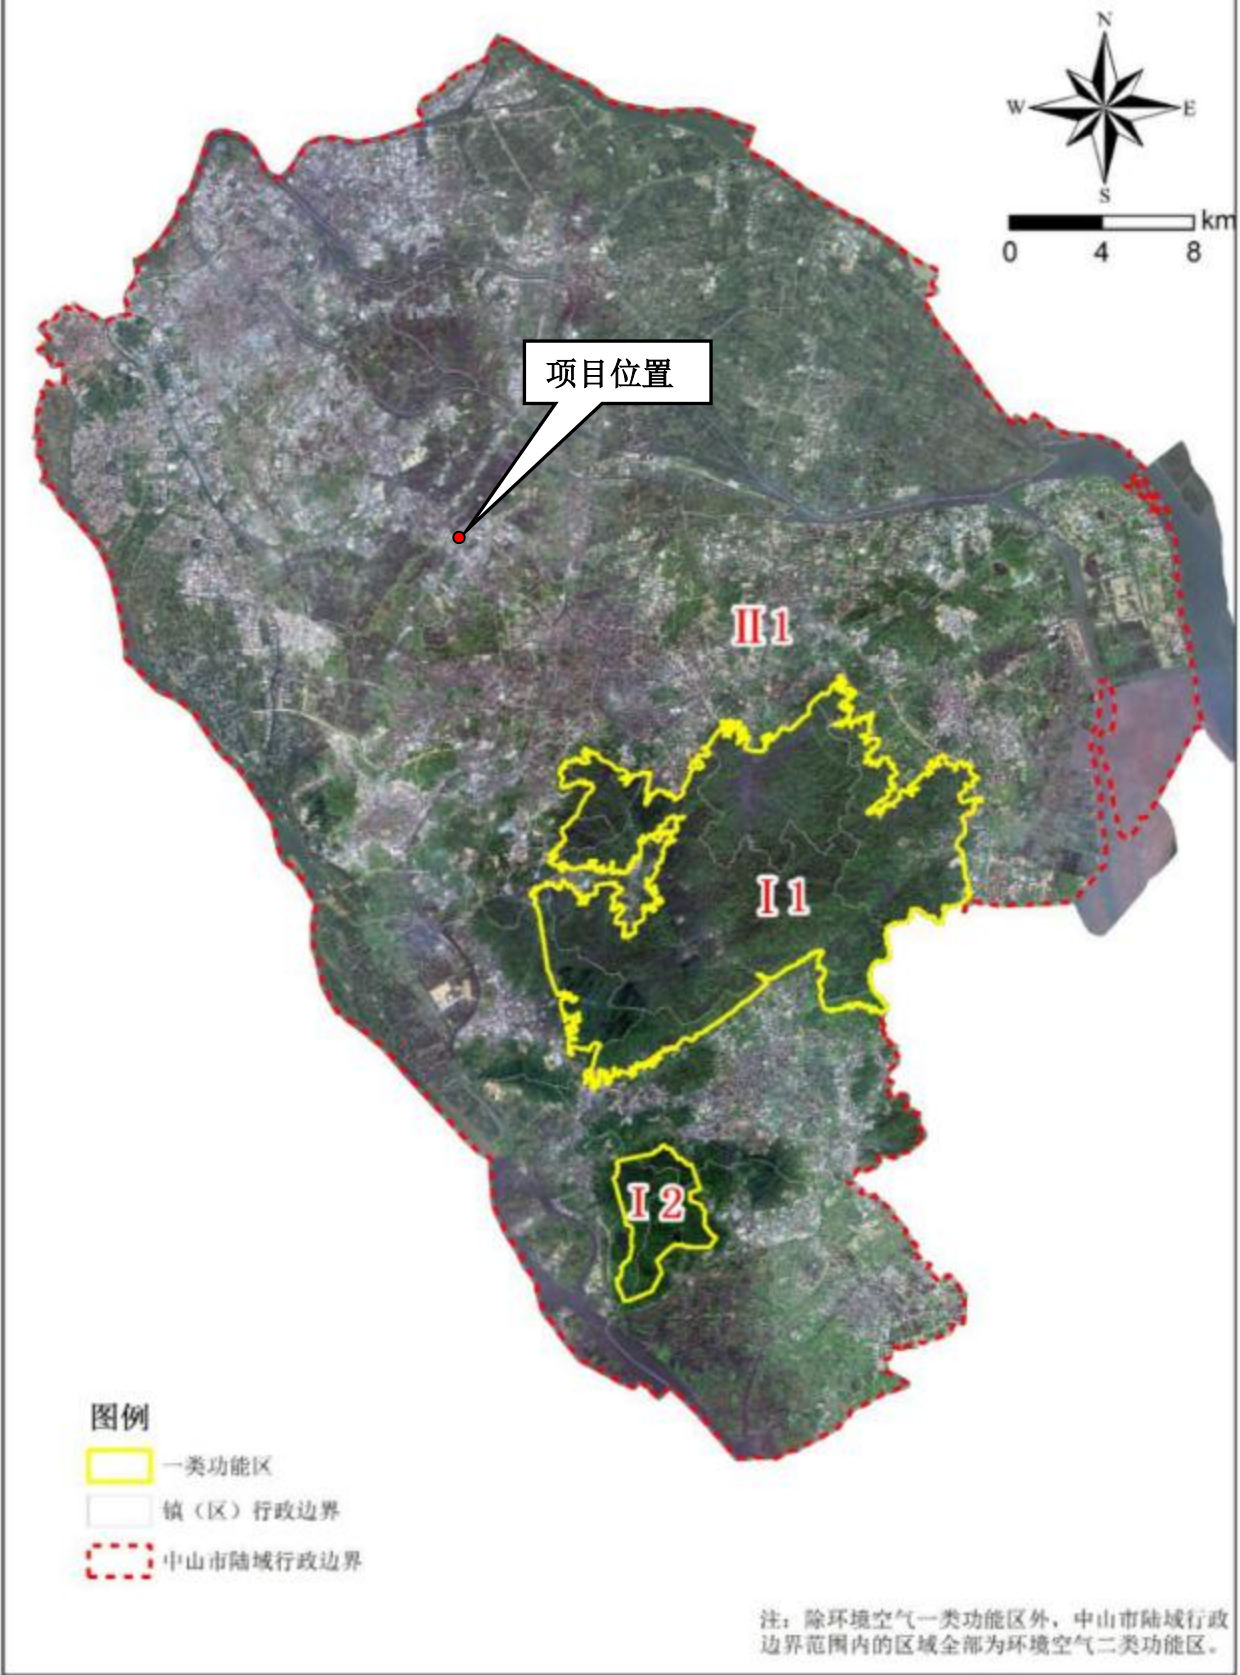 N
W
E
S
km
0 4 8
项目位置
Ⅱ1
Ⅰ1
Ⅰ2
图例
一类功能区
镇（区）行政边界
中山市陆域行政边界
注：除环境空气一类功能区外，中山市陆域行政
边界范围内的区域全部为环境空气二类功能区。